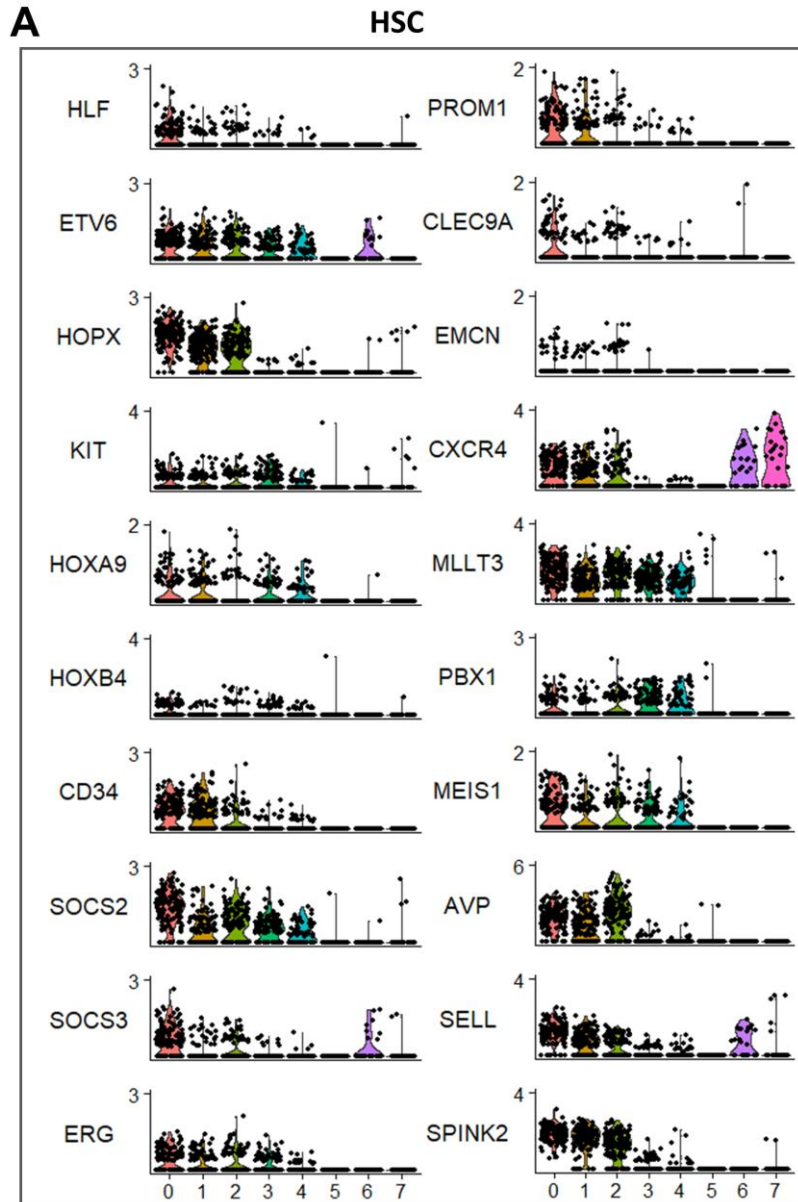 A
HSC
3
HLF
2
PROM1
3
ETV6
2
CLEC9A
3
HOPX
2
EMCN
4
KIT
4
CXCR4
2
HOXA9
4
MLLT3
4
HOXB4
3
PBX1
3
CD34
2
MEIS1
3
SOCS2
6
AVP
3
SOCS3
4
SELL
3
ERG
4
SPINK2
0 1 2 3 4 5 6 7
0 1 2 3 4 5 6 7